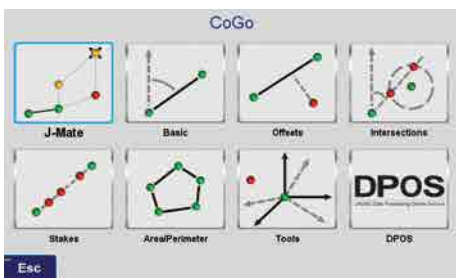 CoGo
J-Mate
Basic
Offsets
Intersections
Stakes
Area/Perimeter
Tools
DPOS
DPOS
Esc